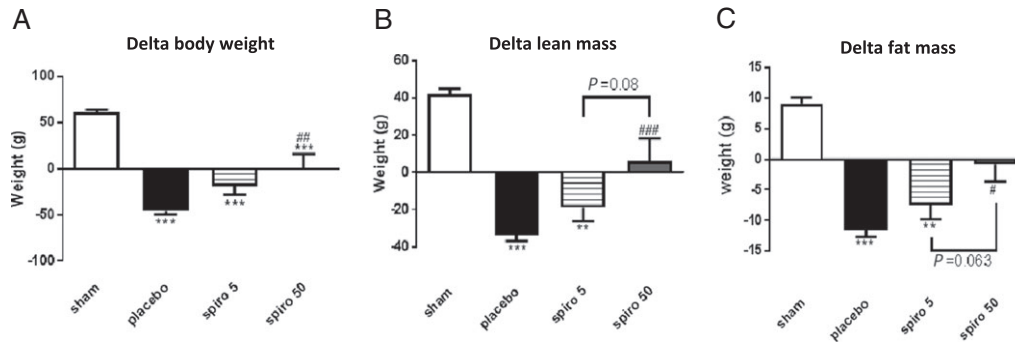 A
Delta body weight
Weight (g)
100
50
0
-50
-100
***
***
##
***
sham
placebo
spiro 5
spiro 50
B
Delta lean mass
Weight (g)
60
40
20
0
-20
-40
P=0.08
***
**
###
sham
placebo
spiro 5
spiro 50
C
Delta fat mass
weight (g)
15
10
5
0
-5
-10
-15
***
**
#
P=0.063
sham
placebo
spiro 5
spiro 50